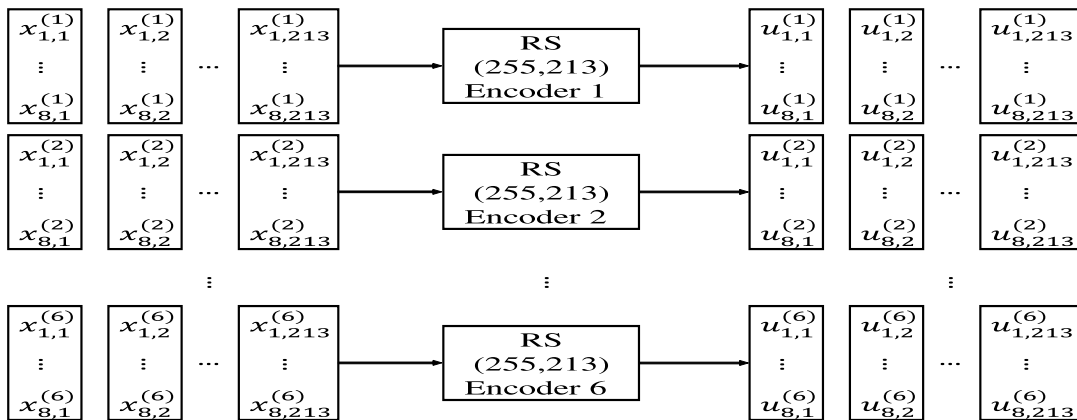 x_{1,1}^{(1)} x_{1,2}^{(1)} x_{1,213}^{(1)} RS u_{1,1}^{(1)} u_{1,2}^{(1)} u_{1,213}^{(1)}
⋮ ⋮ ... ⋮ (255,213) ⋮ ⋮ ... ⋮
x_{8,1}^{(1)} x_{8,2}^{(1)} x_{8,213}^{(1)} Encoder 1 u_{8,1}^{(1)} u_{8,2}^{(1)} u_{8,213}^{(1)}
x_{1,1}^{(2)} x_{1,2}^{(2)} x_{1,213}^{(2)} RS u_{1,1}^{(2)} u_{1,2}^{(2)} u_{1,213}^{(2)}
⋮ ⋮ ... ⋮ (255,213) ⋮ ⋮ ... ⋮
x_{8,1}^{(2)} x_{8,2}^{(2)} x_{8,213}^{(2)} Encoder 2 u_{8,1}^{(2)} u_{8,2}^{(2)} u_{8,213}^{(2)}
⋮ ⋮ ⋮
x_{1,1}^{(6)} x_{1,2}^{(6)} x_{1,213}^{(6)} RS u_{1,1}^{(6)} u_{1,2}^{(6)} u_{1,213}^{(6)}
⋮ ⋮ ... ⋮ (255,213) ⋮ ⋮ ... ⋮
x_{8,1}^{(6)} x_{8,2}^{(6)} x_{8,213}^{(6)} Encoder 6 u_{8,1}^{(6)} u_{8,2}^{(6)} u_{8,213}^{(6)}